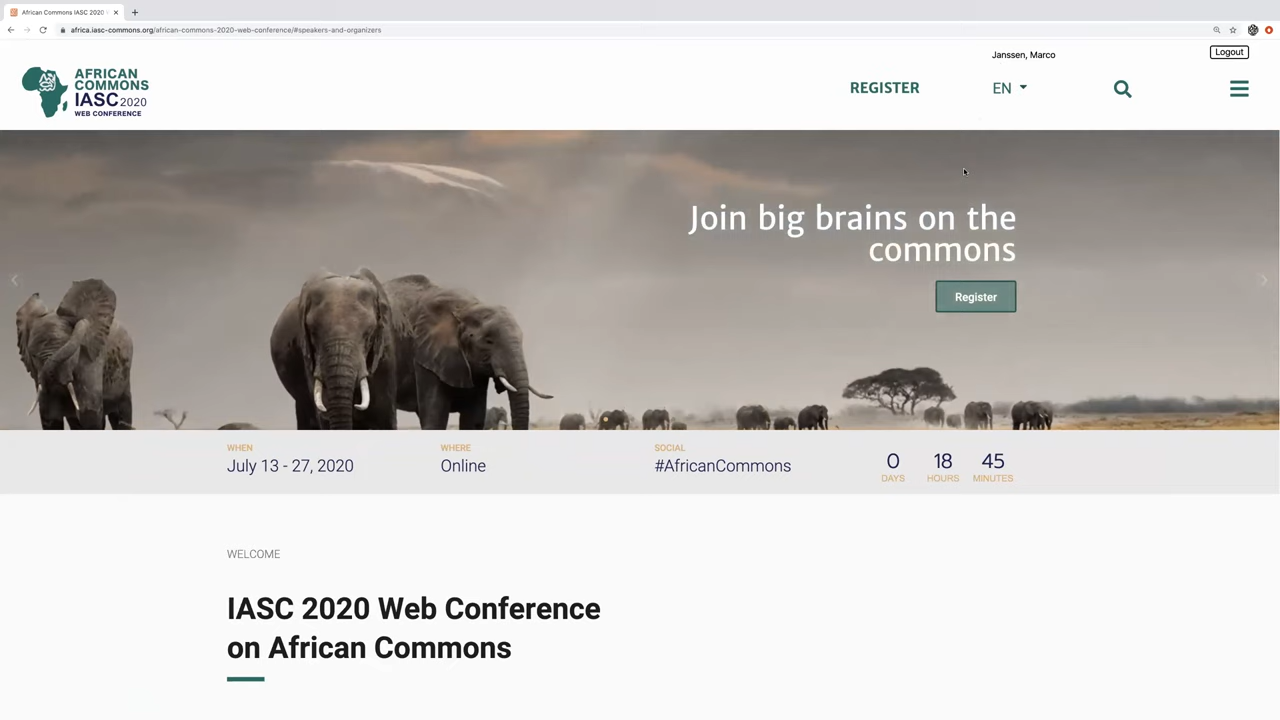 African Commons IASC 2020
africa.iasc-commons.org/african-commons-2020-web-conference/#speakers-and-organizers
Janssen, Marco
Logout
AFRICAN
COMMONS
IASC 2020
WEB CONFERENCE
REGISTER
EN
Join big brains on the
commons
Register
WHEN
July 13 - 27, 2020
WHERE
Online
SOCIAL
#AfricanCommons
0
DAYS
18
HOURS
45
MINUTES
WELCOME
IASC 2020 Web Conference
on African Commons